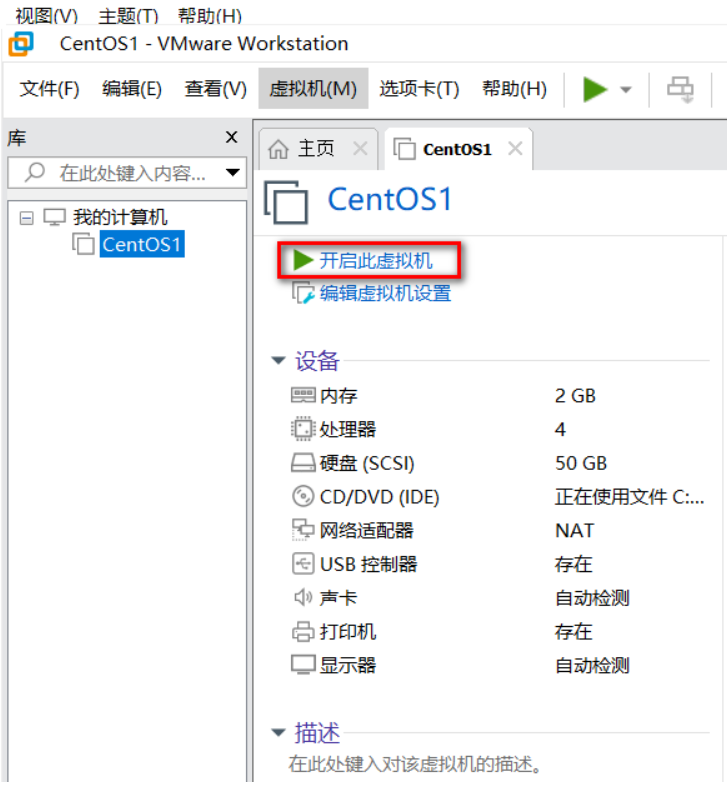 视图(V) 主题(T) 帮助(H)
CentOS1 - VMware Workstation
文件(F) 编辑(E) 查看(V) 虚拟机(M) 选项卡(T) 帮助(H)
库 x
在此处键入内容...
主页 × CentOS1 ×
我的计算机
CentOS1
CentOS1
开启此虚拟机
编辑虚拟机设置
设备
内存 2 GB
处理器 4
硬盘 (SCSI) 50 GB
CD/DVD (IDE) 正在使用文件 C:...
网络适配器 NAT
USB 控制器 存在
声卡 自动检测
打印机 存在
显示器 自动检测
描述
在此处键入对该虚拟机的描述。